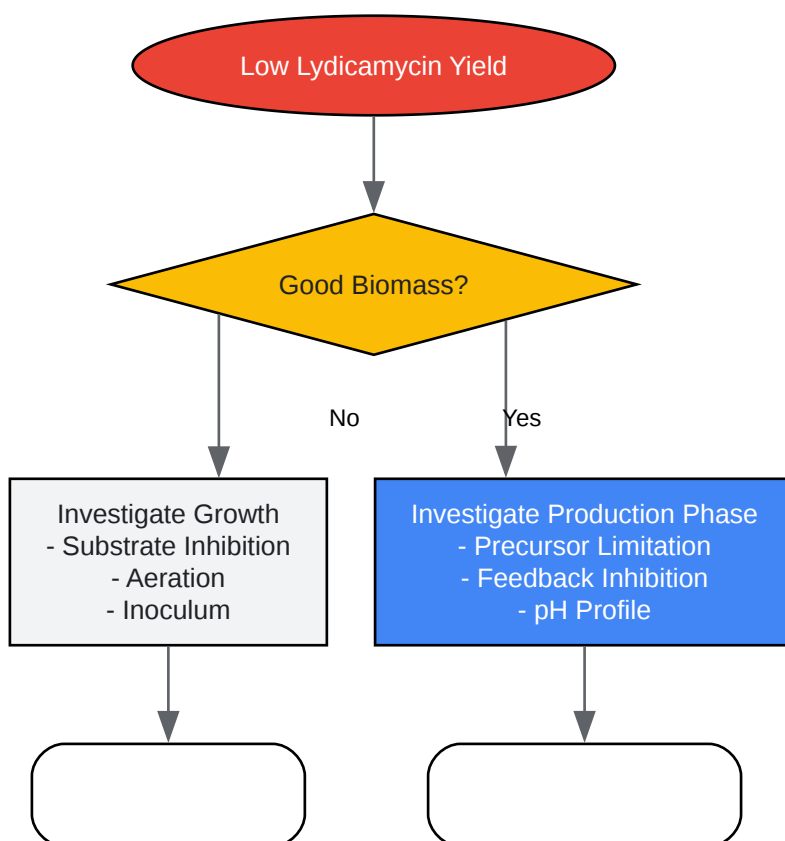 Low Lydicamycin Yield
Good Biomass?
No
Yes
Investigate Growth
- Substrate Inhibition
- Aeration
- Inoculum
Investigate Production Phase
- Precursor Limitation
- Feedback Inhibition
- pH Profile